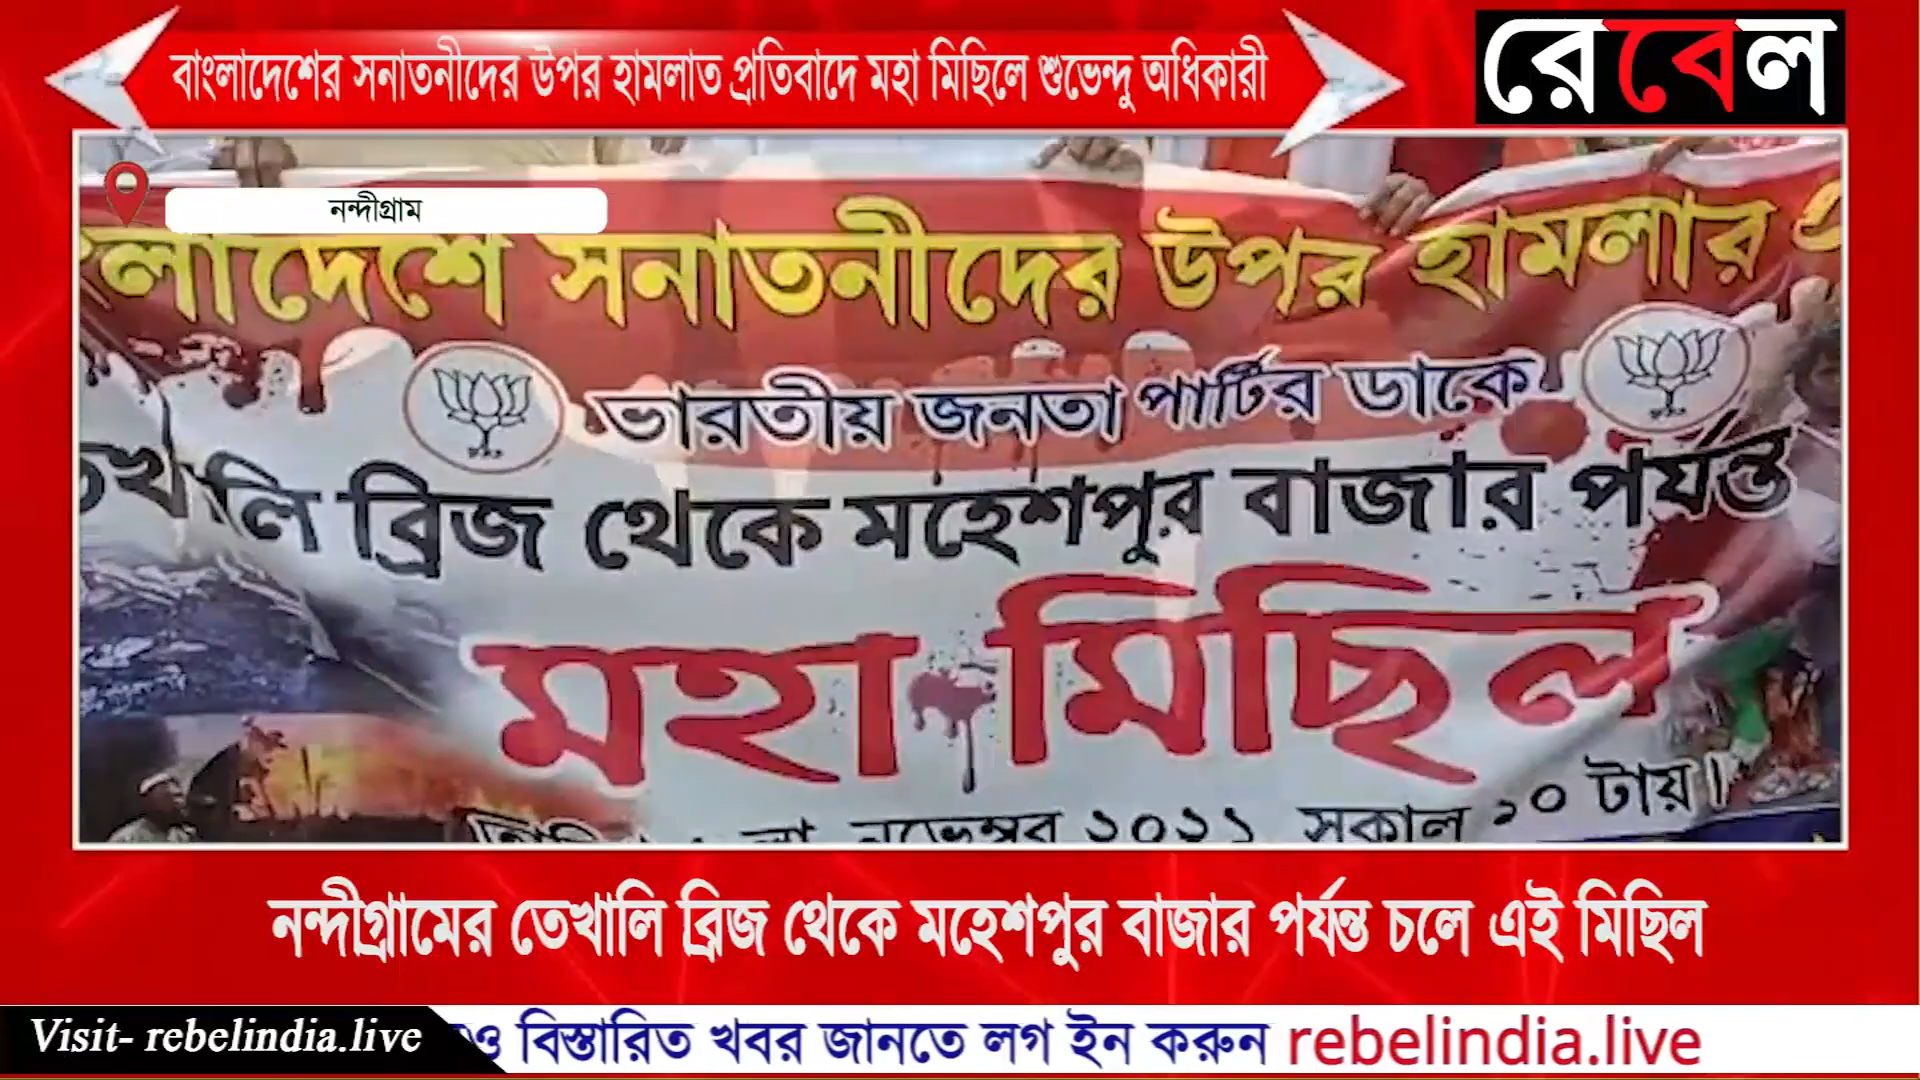 বাংলাদেশের সনাতনীদের উপর হামলাত প্রতিবাদে মহা মিছিলে শুভেন্দু অধিকারী
রেবেল
নন্দীগ্রাম
সনাতনীদের উপর হামলার
ভারতীয় জনতা পার্টির ডাকে
ব্রিজ থেকে মহেশপুর বাজার পর্যন্ত
মহা মিছিল
নভেম্বর ২০২১ সকাল ১০ টায়।
নন্দীগ্রামের তেখালি ব্রিজ থেকে মহেশপুর বাজার পর্যন্ত চলে এই মিছিল
Visit- rebelindia.live
ও বিস্তারিত খবর জানতে লগ ইন করুন rebelindia.live